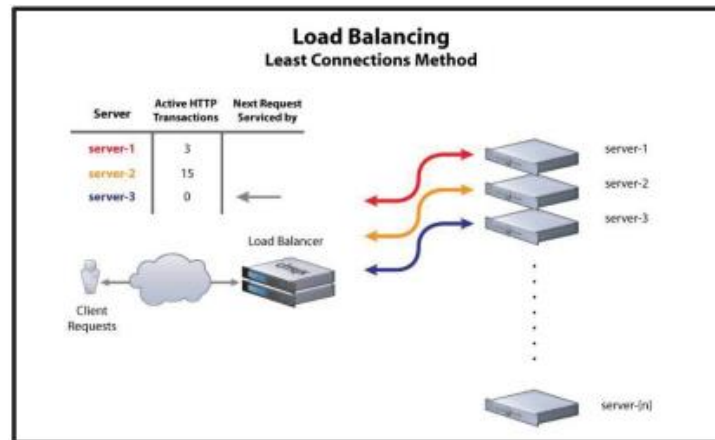 Load Balancing
Least Connections Method
Server Active HTTP Transactions Next Request Serviced by
server-1 3
server-2 15
server-3 0
server-1
server-2
server-3
Load Balancer
CITRIX
Client
Requests
server-(n)